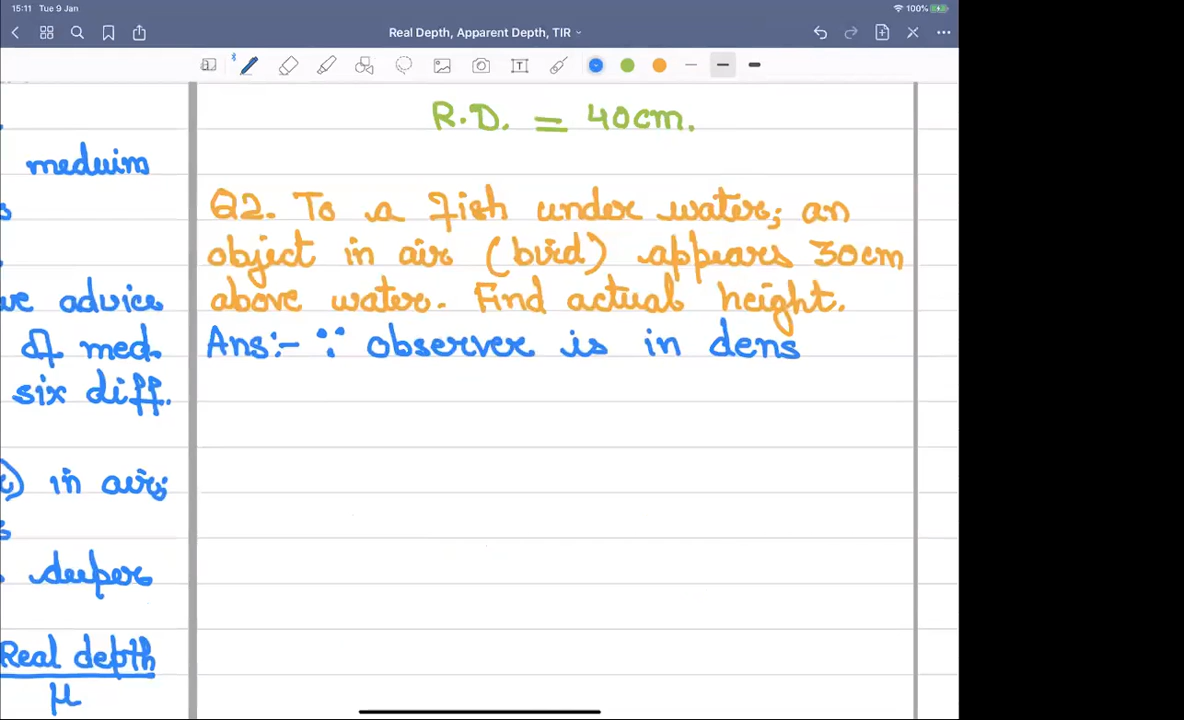 15:11 Tue 9 Jan
100%
Real Depth, Apparent Depth, TIR
R.D. = 40cm.
meduim
Q2. To a fish under water; an
object in air (bird) appears 30cm
above water. Find actual height.
Ans:- ∵ observer is in dens
ve advice
Of med.
six diff.
) in air;
deeper
Real depth
μ